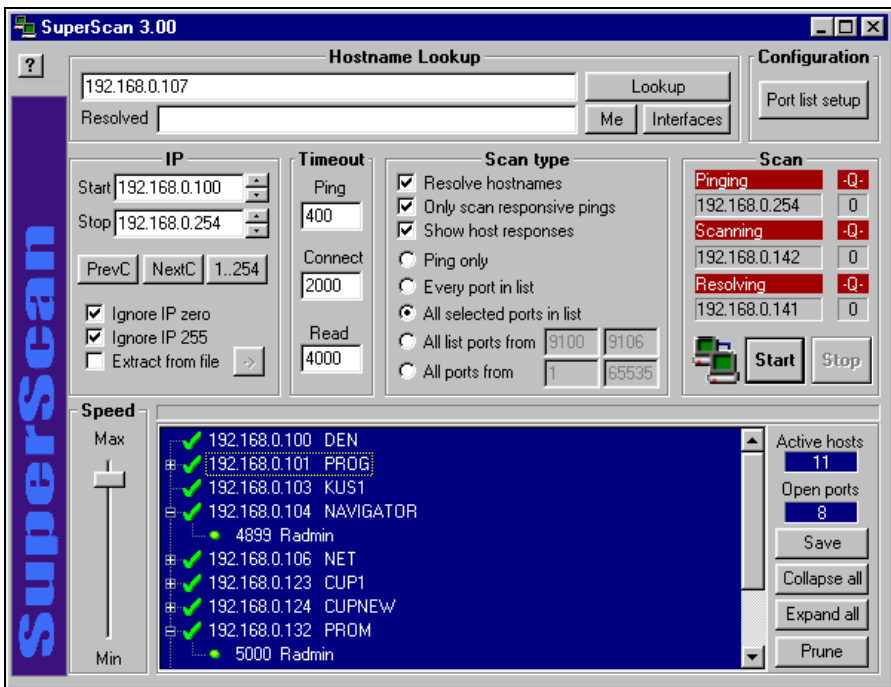 SuperScan 3.00
?
SuperScan
Hostname Lookup
192.168.0.107
Lookup
Resolved
Me
Interfaces
Configuration
Port list setup
IP
Start 192.168.0.100
Stop 192.168.0.254
PrevC
NextC
1..254
Ignore IP zero
Ignore IP 255
Extract from file
->
Timeout
Ping
400
Connect
2000
Read
4000
Scan type
Resolve hostnames
Only scan responsive pings
Show host responses
Ping only
Every port in list
All selected ports in list
All list ports from 9100 9106
All ports from 1 65535
Scan
Pinging -Q-
192.168.0.254 0
Scanning -Q-
192.168.0.142 0
Resolving -Q-
192.168.0.141 0
Start
Stop
Speed
Max
Min
192.168.0.100 DEN
192.168.0.101 PROG
192.168.0.103 KUS1
192.168.0.104 NAVIGATOR
4899 Radmin
192.168.0.106 NET
192.168.0.123 CUP1
192.168.0.124 CUPNEW
192.168.0.132 PROM
5000 Radmin
Active hosts
11
Open ports
8
Save
Collapse all
Expand all
Prune